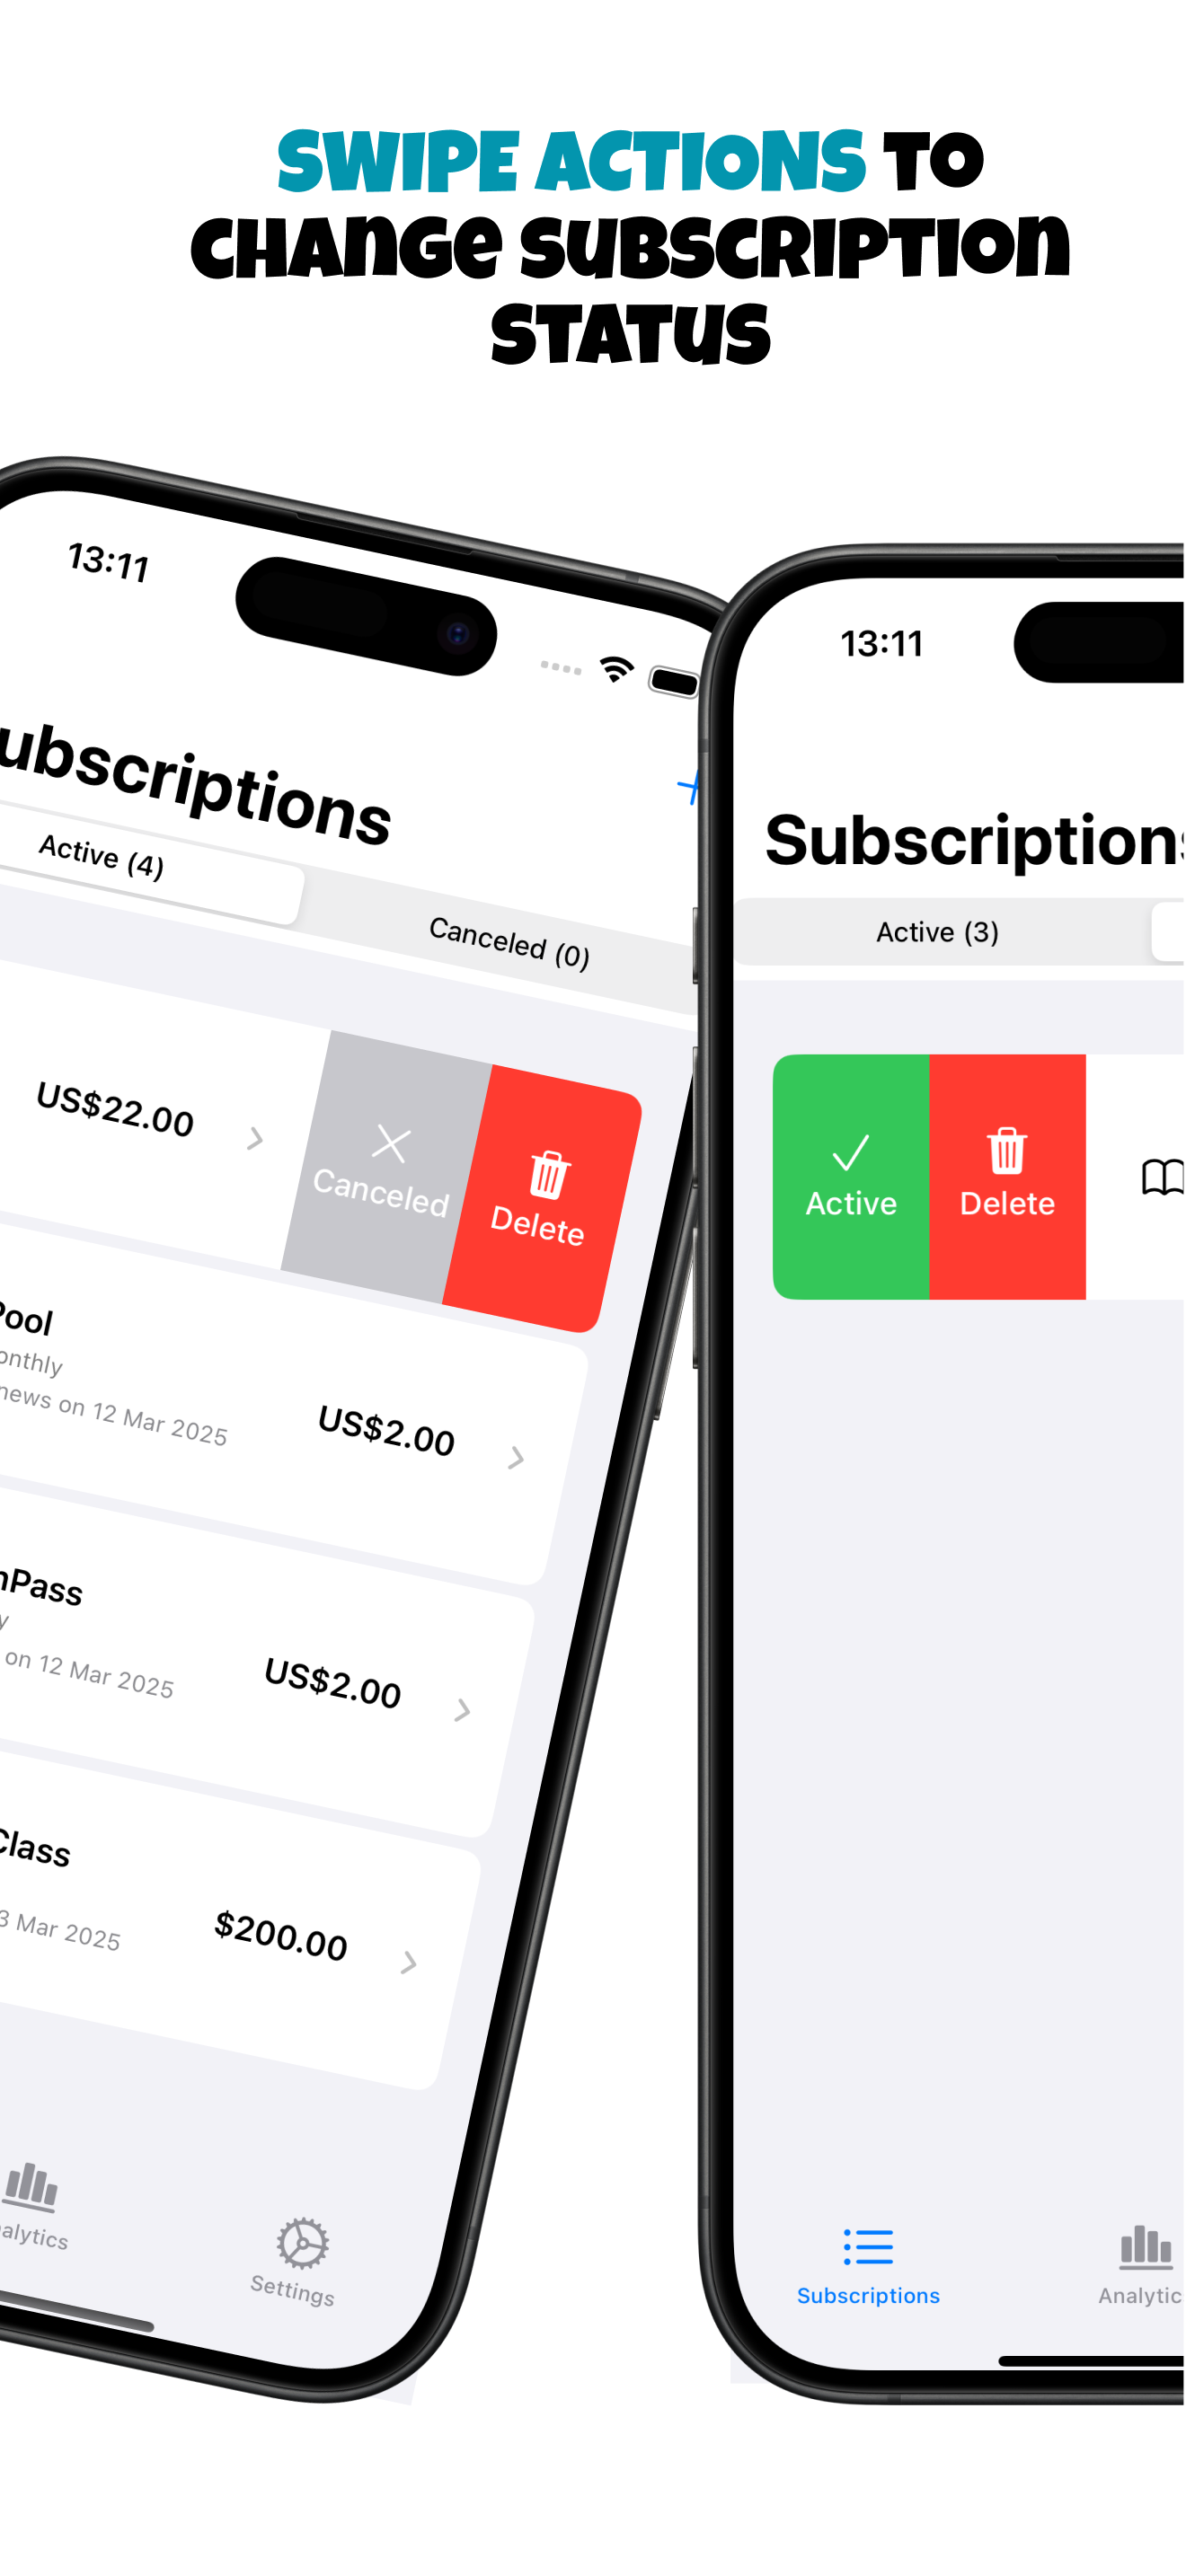 SWIPE ACTIONS TO
CHANGE SUBSCRIPTION
STATUS
13:11
ubscriptions
Active (4)
Canceled (0)
US$22.00
Canceled
Delete
Pool
onthly
news on 12 Mar 2025
US$2.00
nPass
y
on 12 Mar 2025
US$2.00
Class
3 Mar 2025
$200.00
alytics
Settings
13:11
Subscriptions
Active (3)
Active
Delete
Subscriptions
Analytic